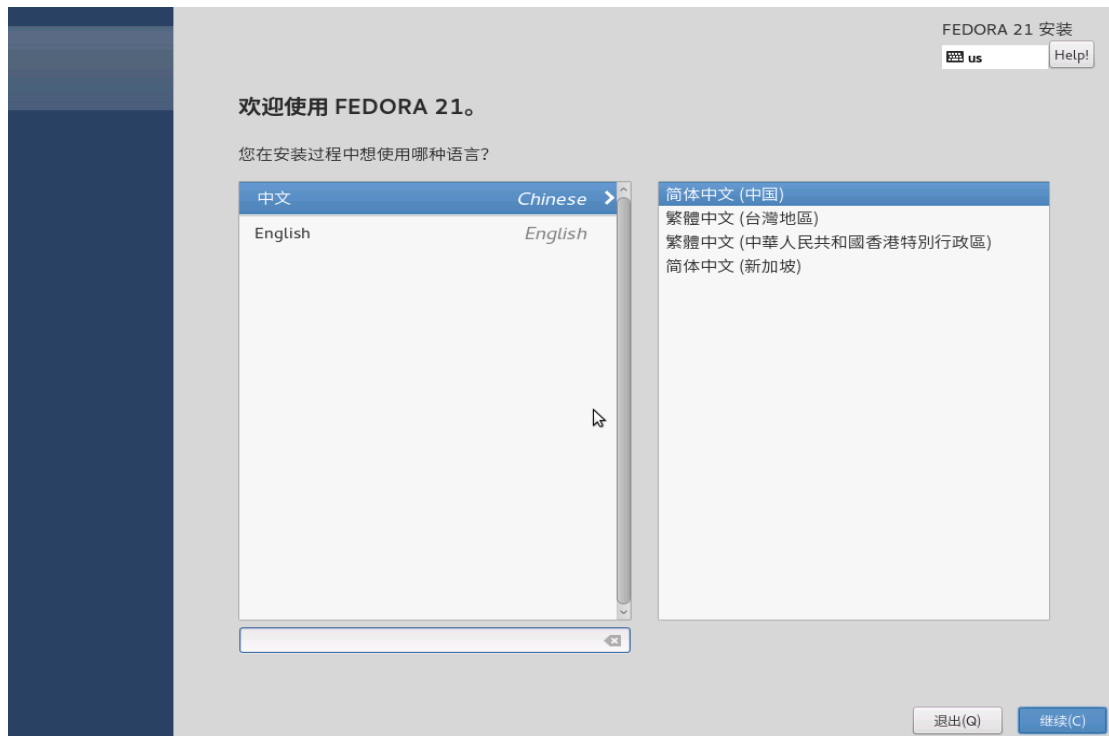 FEDORA 21 安装
us
Help!
欢迎使用 FEDORA 21。
您在安装过程中想使用哪种语言?
中文 Chinese
English English
简体中文 (中国)
繁體中文 (台灣地區)
繁體中文 (中華人民共和國香港特別行政區)
简体中文 (新加坡)
退出(Q)
继续(C)